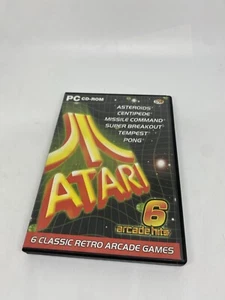 PC CD-ROM
ASTEROIDS
CENTIPEDE
MISSILE COMMAND
SUPER BREAKOUT
TEMPEST
PONG
ATARI
6
arcade hits
6 CLASSIC RETRO ARCADE GAMES